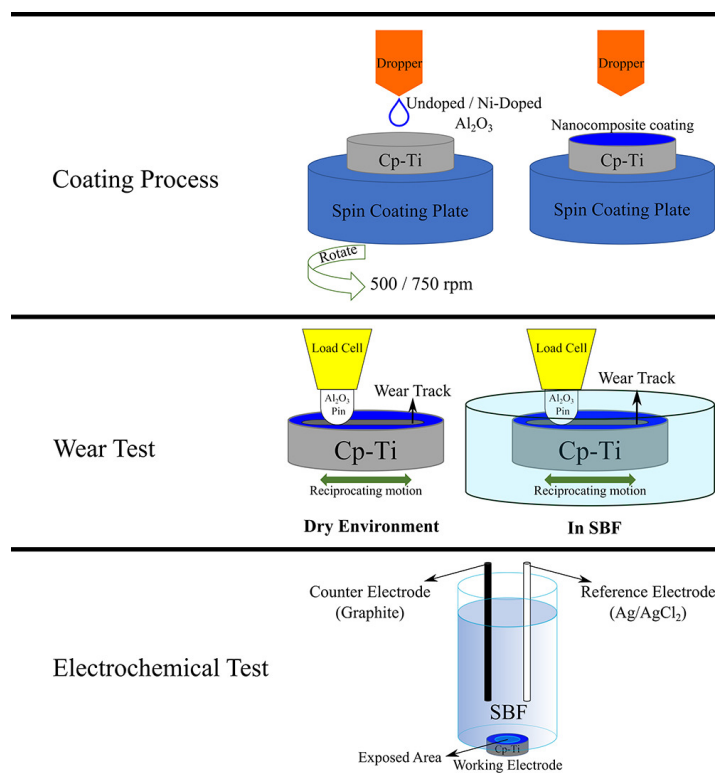 Dropper
Dropper
Undoped / Ni-Doped
Al₂O₃
Nanocomposite coating
Cp-Ti
Cp-Ti
Coating Process
Spin Coating Plate
Spin Coating Plate
Rotate
500 / 750 rpm
Load Cell
Load Cell
Wear Track
Wear Track
Al₂O₃
Pin
Al₂O₃
Pin
Wear Test
Cp-Ti
Cp-Ti
Reciprocating motion
Reciprocating motion
Dry Environment
In SBF
Counter Electrode
(Graphite)
Reference Electrode
(Ag/AgCl₂)
Electrochemical Test
SBF
Cp-Ti
Exposed Area
Working Electrode